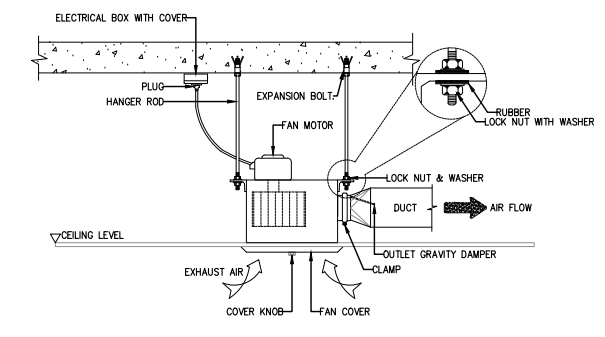 ELECTRICAL BOX WITH COVER
PLUG
HANGER ROD
EXPANSION BOLT.
RUBBER
LOCK NUT WITH WASHER
FAN MOTOR
LOCK NUT & WASHER
DUCT
AIR FLOW
CEILING LEVEL
OUTLET GRAVITY DAMPER
EXHAUST AIR
CLAMP
COVER KNOB
FAN COVER